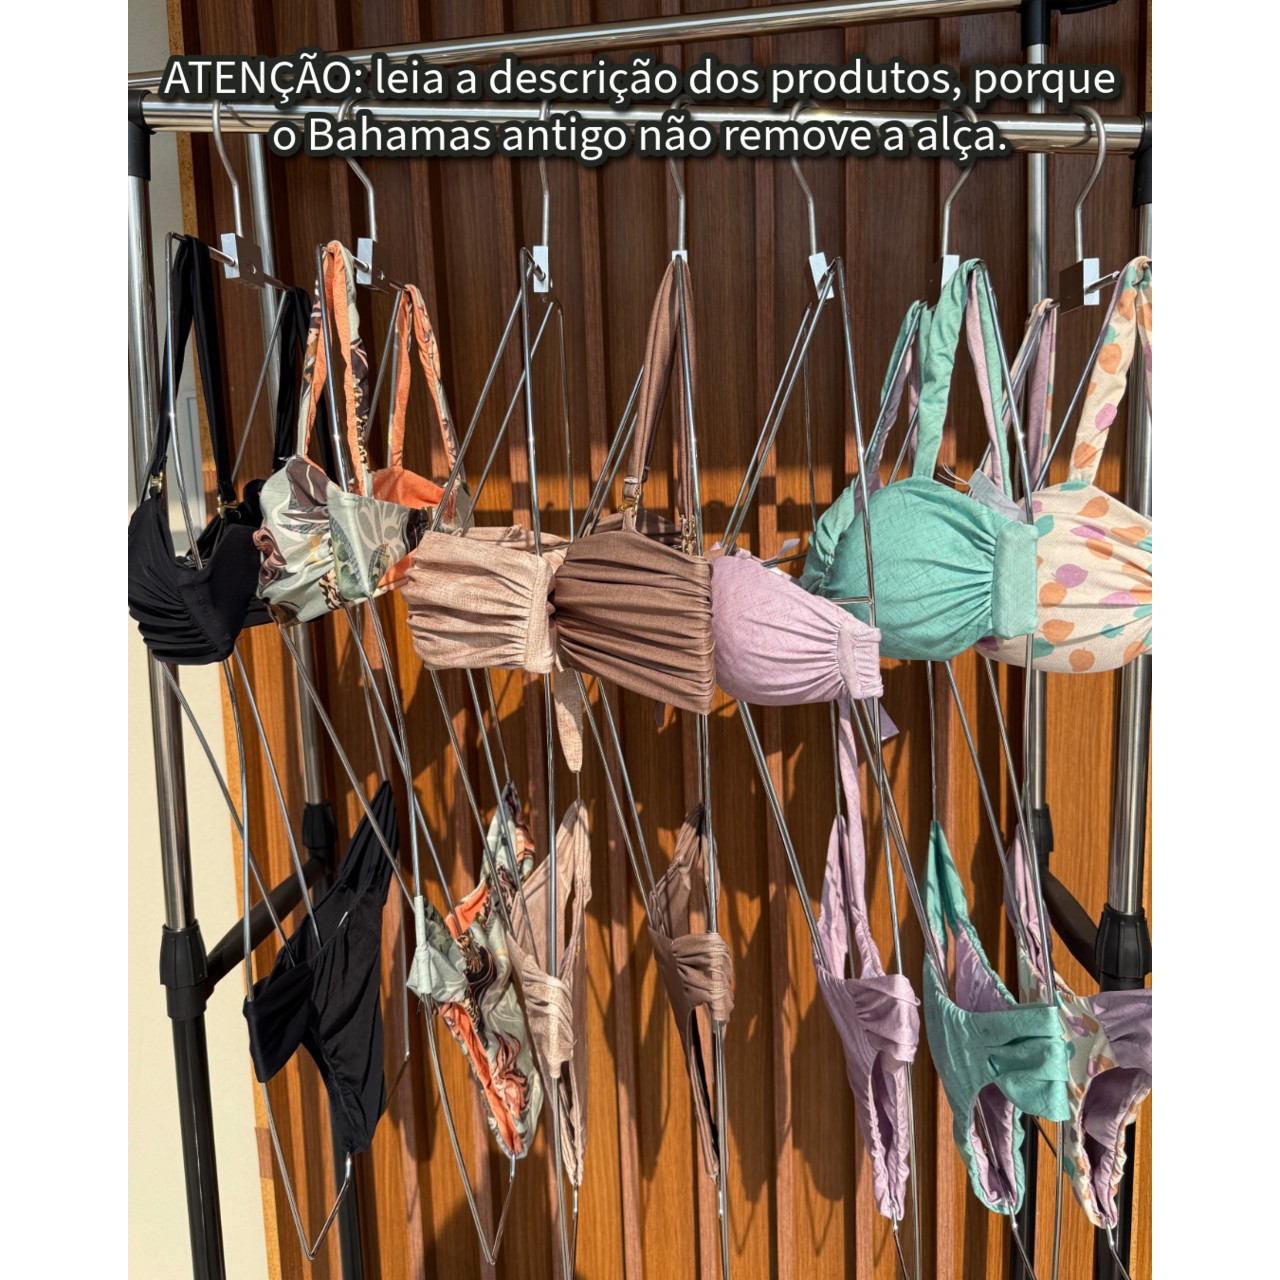 ATENÇÃO: leia a descrição dos produtos, porque
o Bahamas antigo não remove a alça.